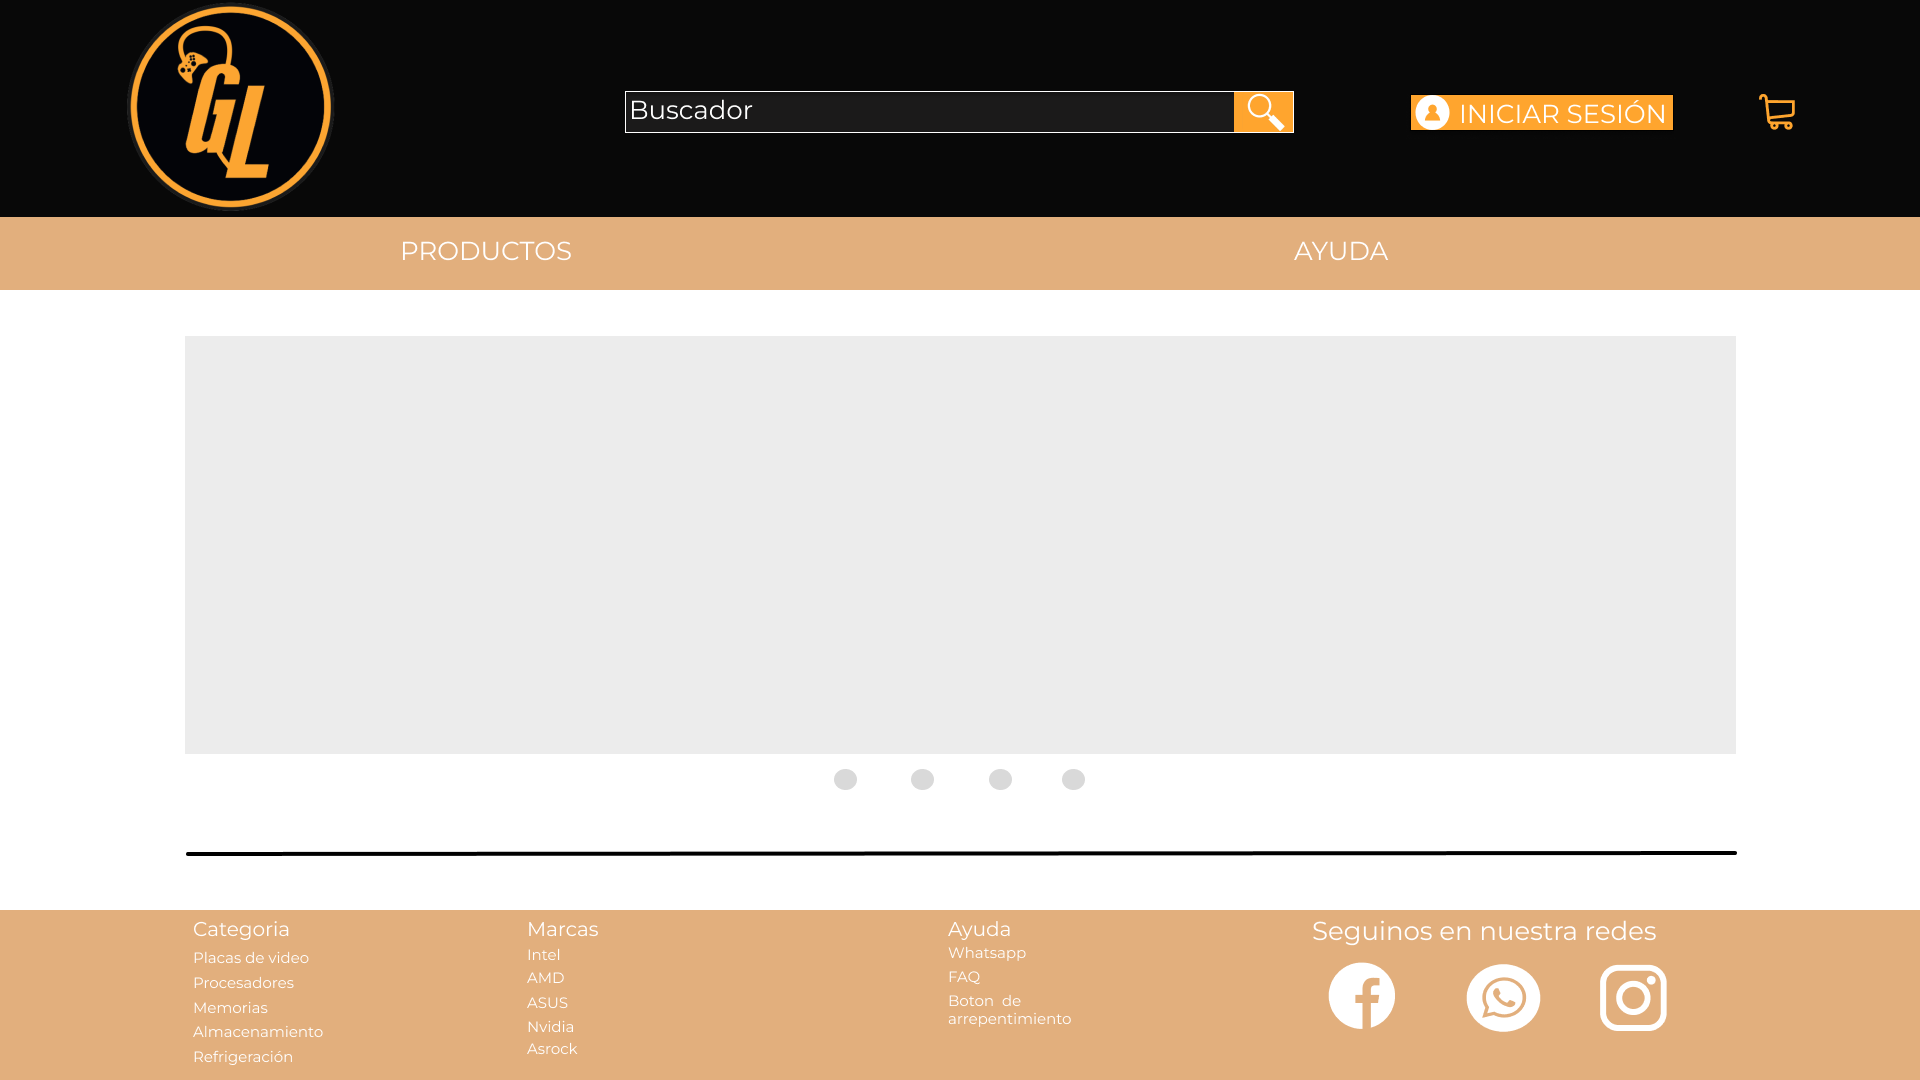 GL
Buscador
INICIAR SESIÓN
PRODUCTOS
AYUDA
Categoria
Placas de video
Procesadores
Memorias
Almacenamiento
Refrigeración
Marcas
Intel
AMD
ASUS
Nvidia
Asrock
Ayuda
Whatsapp
FAQ
Boton de
arrepentimiento
Seguinos en nuestra redes